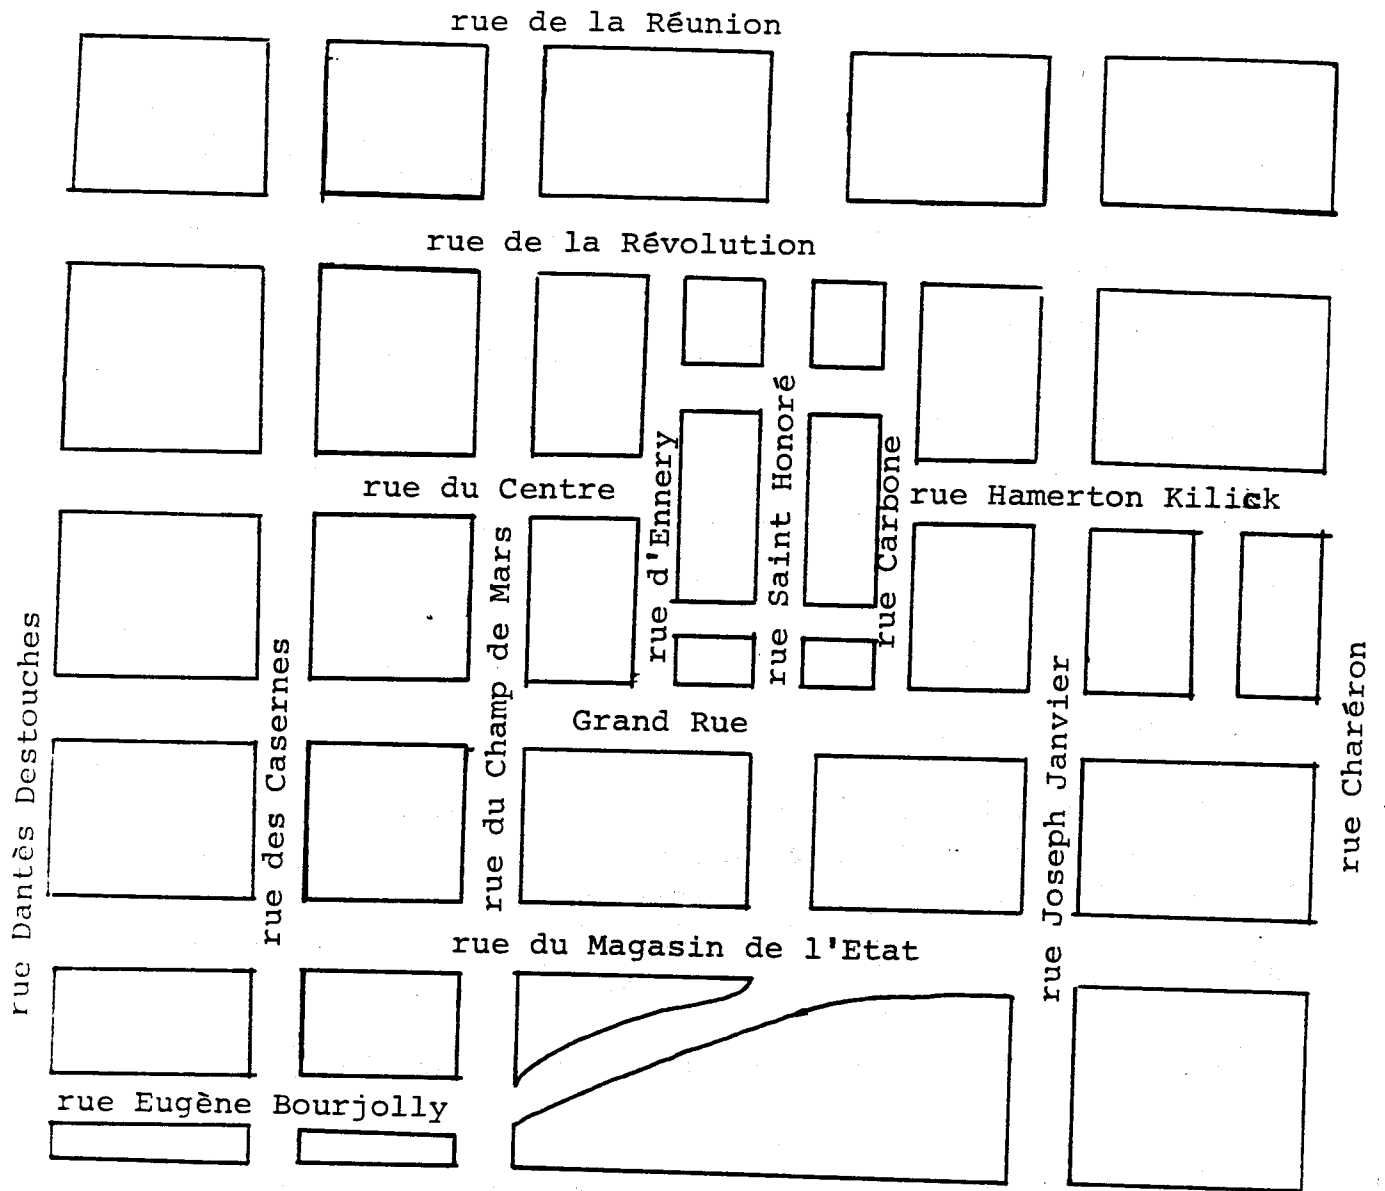 rue de la Réunion
rue de la Révolution
rue du Centre
rue Hamerton Kilick
rue d'Ennery
rue Saint Honoré
rue Carbone
rue du Champ de Mars
rue des Casernes
rue Dantès Destouches
Grand Rue
rue Joseph Janvier
rue Charéron
rue du Magasin de l'Etat
rue Eugène Bourjolly